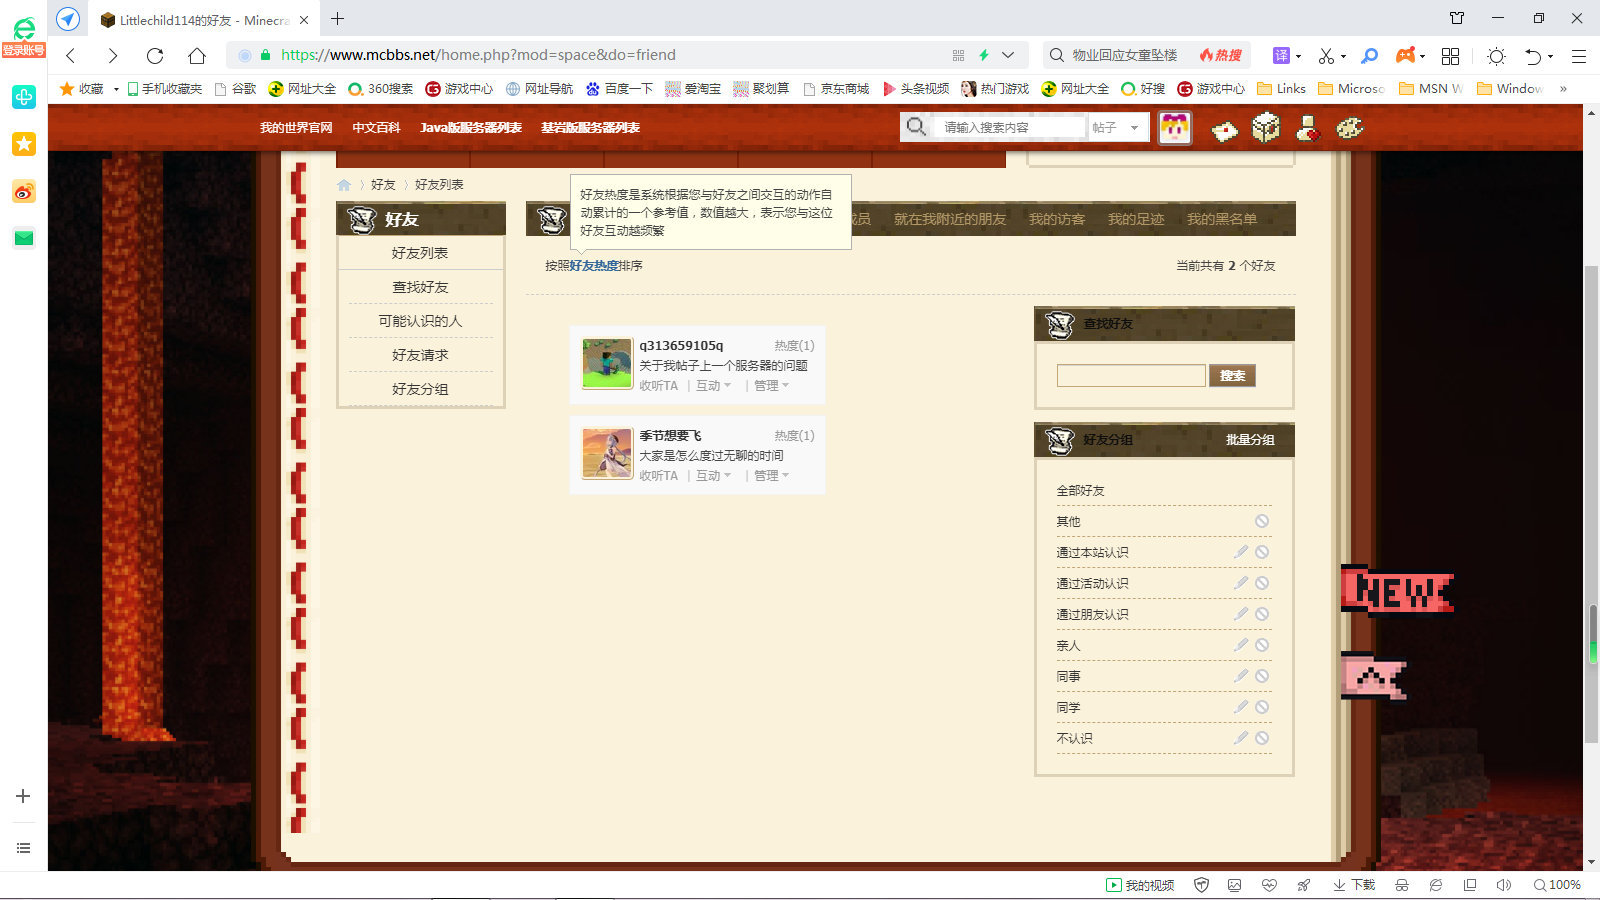 登录账号
Littlechild114的好友 - Minecra
https://www.mcbbs.net/home.php?mod=space&do=friend
物业回应女童坠楼
热搜
译
收藏
手机收藏夹
谷歌
网址大全
360搜索
游戏中心
网址导航
百度一下
爱淘宝
聚划算
京东商城
头条视频
热门游戏
网址大全
好搜
游戏中心
Links
Microso
MSN W
Window
»
我的世界官网
中文百科
Java版服务器列表
基岩版服务器列表
请输入搜索内容
帖子
好友
好友列表
好友热度是系统根据您与好友之间交互的动作自
动累计的一个参考值，数值越大，表示您与这位
好友互动越频繁
好友
好友列表
查找好友
可能认识的人
好友请求
好友分组
成员
就在我附近的朋友
我的访客
我的足迹
我的黑名单
按照好友热度排序
当前共有 2 个好友
q313659105q
热度(1)
关于我帖子上一个服务器的问题
收听TA | 互动 | 管理
季节想要飞
热度(1)
大家是怎么度过无聊的时间
收听TA | 互动 | 管理
查找好友
搜索
好友分组
批量分组
全部好友
其他
通过本站认识
通过活动认识
通过朋友认识
亲人
同事
同学
不认识
NEW
我的视频
下载
100%